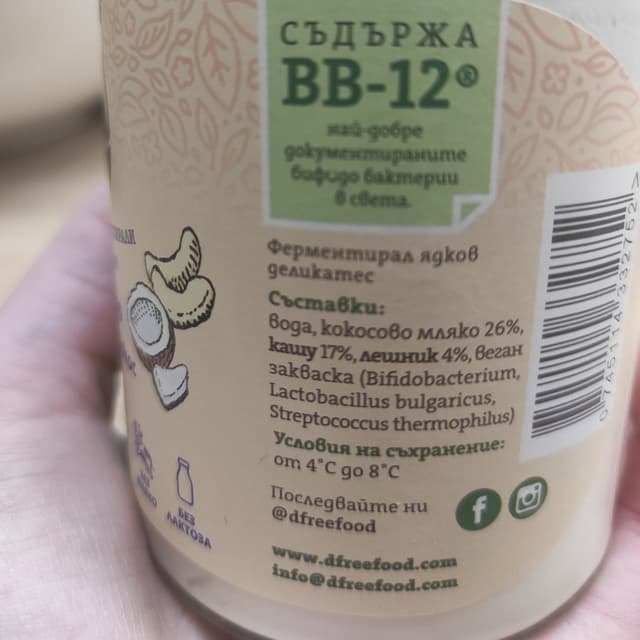 СЪДЪРЖА
BB-12®
най-добре
документираните
бифидо бактерии
в света.
Ферментирал ядков
деликатес
Съставки:
вода, кокосово мляко 26%,
кашу 17%, лешник 4%, веган
закваска (Bifidobacterium,
Lactobacillus bulgaricus,
Streptococcus thermophilus)
Условия на съхранение:
от 4°C до 8°C
Последвайте ни
@dfreefood
www.dfreefood.com
info@dfreefood.com
БЕЗ
ЛАКТОЗА